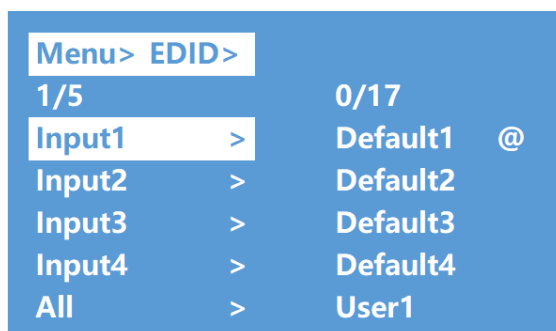 Menu> EDID>
1/5 0/17
Input1 > Default1 @
Input2 > Default2
Input3 > Default3
Input4 > Default4
All > User1